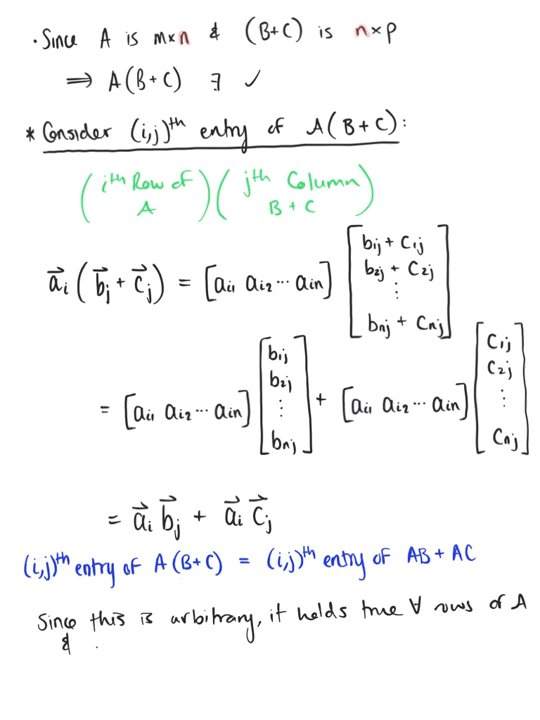 · Since A is m×n & (B+C) is n×p
⇒ A(B+C) ∃ ✓
* Consider (i,j)ᵗʰ entry of A(B+C):
(iᵗʰ Row of A)(jᵗʰ Column B+C)
a⃗ᵢ(b⃗ⱼ + c⃗ⱼ) = [aᵢ₁ aᵢ₂ ⋯ aᵢₙ] [b₁ⱼ + c₁ⱼ b₂ⱼ + c₂ⱼ ⋮ bₙⱼ + cₙⱼ]
= [aᵢ₁ aᵢ₂ ⋯ aᵢₙ] [b₁ⱼ b₂ⱼ ⋮ bₙⱼ] + [aᵢ₁ aᵢ₂ ⋯ aᵢₙ] [c₁ⱼ c₂ⱼ ⋮ cₙⱼ]
= a⃗ᵢ b⃗ⱼ + a⃗ᵢ c⃗ⱼ
(i,j)ᵗʰ entry of A(B+C) = (i,j)ᵗʰ entry of AB + AC
Since this is arbitrary, it holds true ∀ rows of A
& .